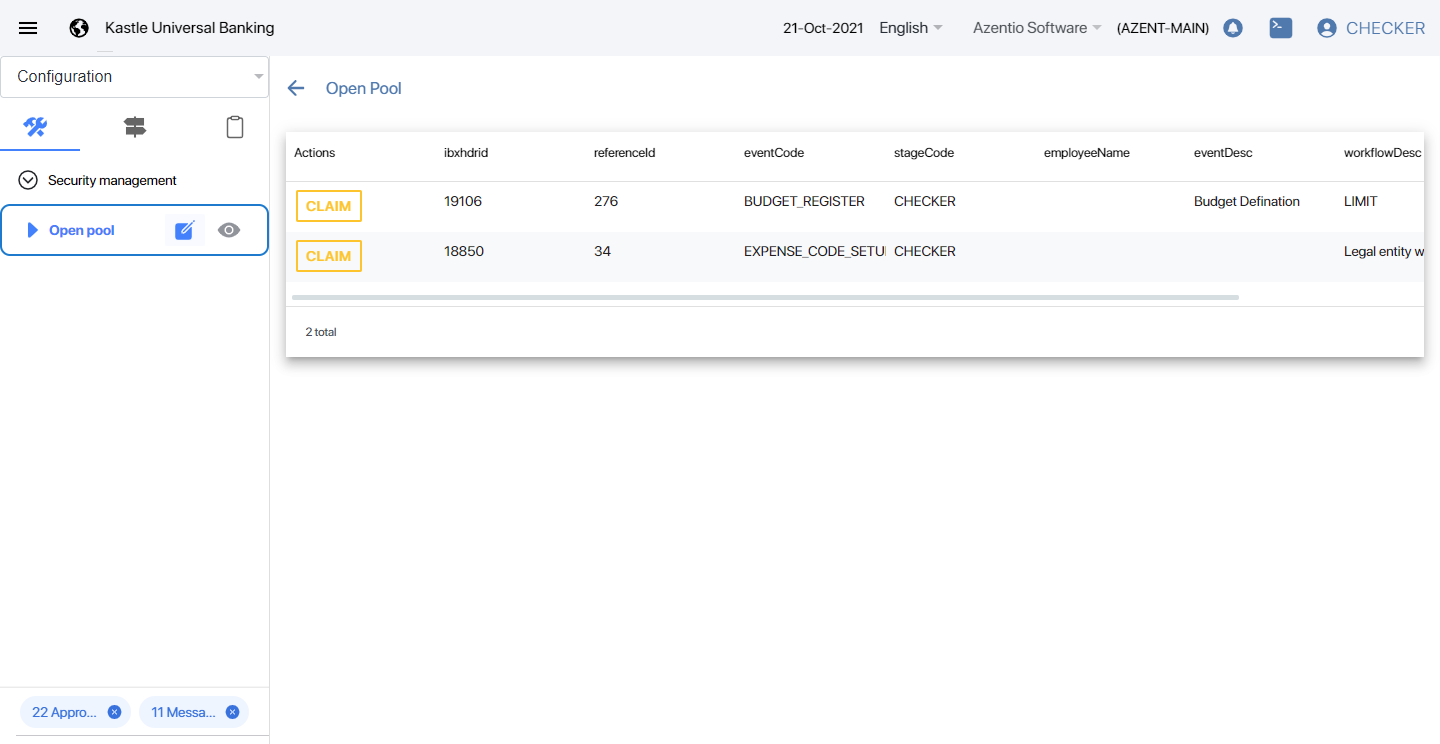 Kastle Universal Banking 21-Oct-2021 English Azentio Software (AZENT-MAIN) CHECKER
Configuration
Security management
Open pool
22 Appro... 11 Messa...
Open Pool
Actions ibxhdrid referenceId eventCode stageCode employeeName eventDesc workflowDesc
CLAIM 19106 276 BUDGET_REGISTER CHECKER Budget Defination LIMIT
CLAIM 18850 34 EXPENSE_CODE_SETU CHECKER Legal entity w
2 total